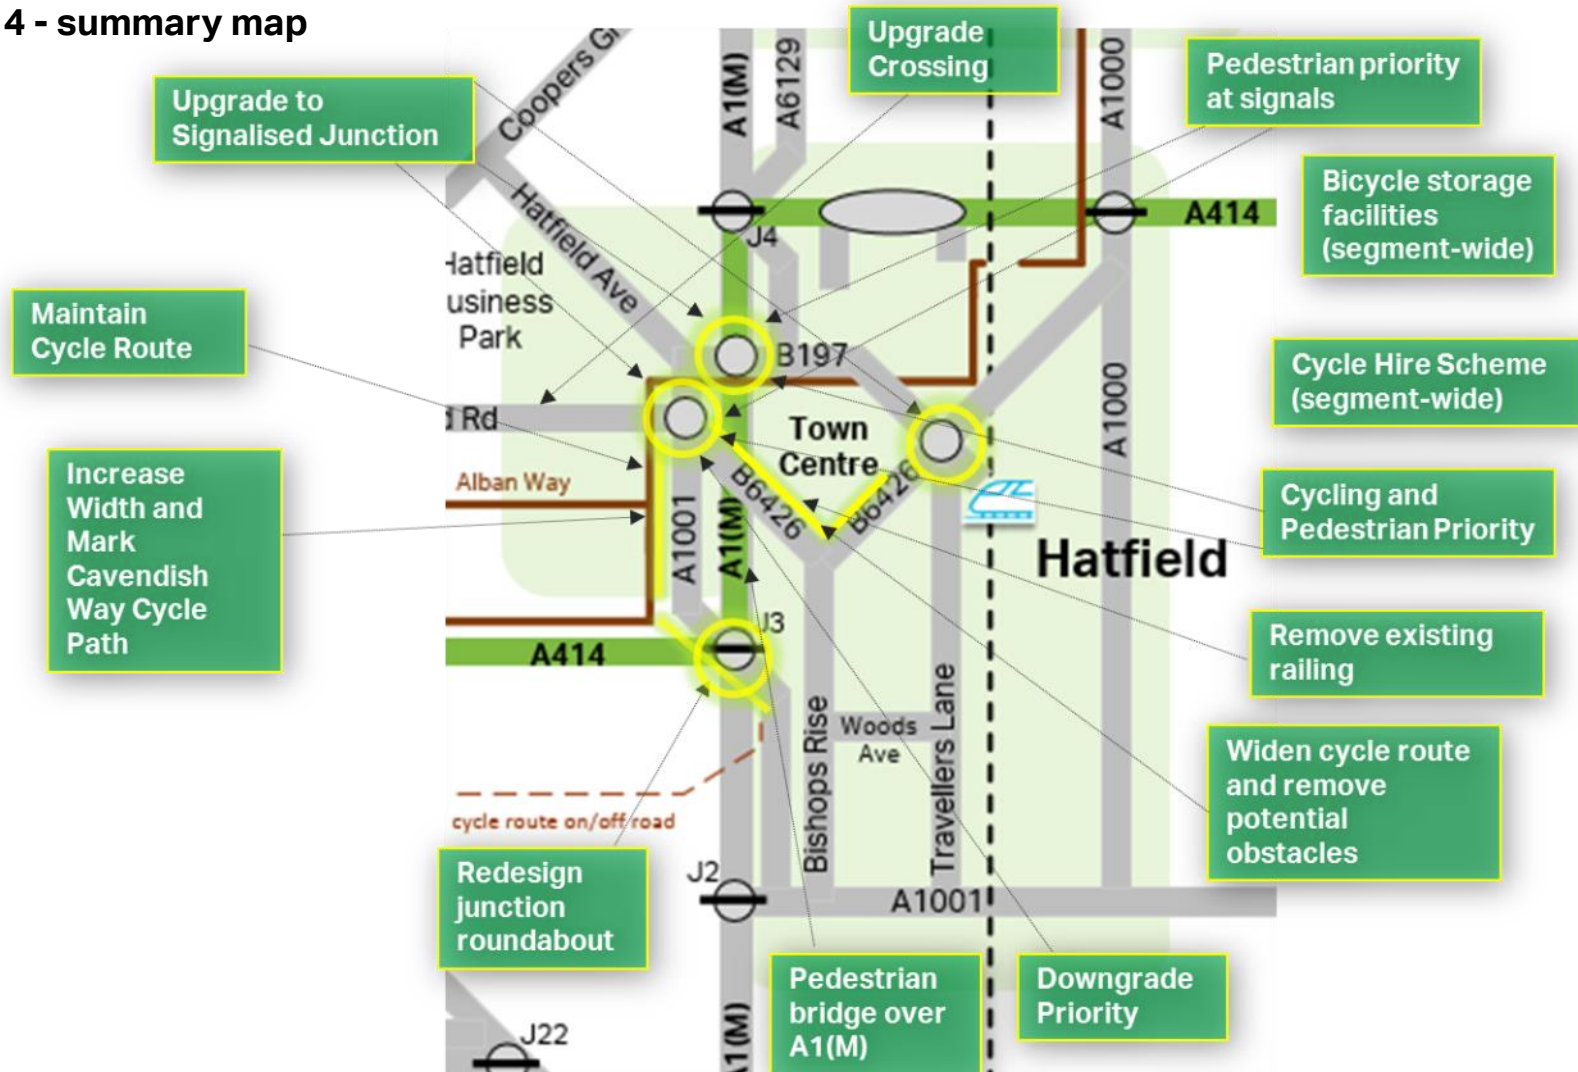 4 - summary map
Upgrade to
Signalised Junction
Upgrade
Crossing
Pedestrian priority
at signals
Bicycle storage
facilities
(segment-wide)
Maintain
Cycle Route
Cycle Hire Scheme
(segment-wide)
Increase
Width and
Mark
Cavendish
Way Cycle
Path
Cycling and
Pedestrian Priority
Remove existing
railing
Widen cycle route
and remove
potential
obstacles
Redesign
junction
roundabout
Pedestrian
bridge over
A1(M)
Downgrade
Priority
Coopers Gr
A1(M)
A6129
A1000
A414
J4
Hatfield Ave
Hatfield
usiness
Park
B197
d Rd
Town
Centre
A1000
Alban Way
B6426
B6426
A1001
A1(M)
Hatfield
J3
A414
Woods
Ave
Bishops Rise
Travellers Lane
cycle route on/off road
J2
A1001
A1(M)
J22